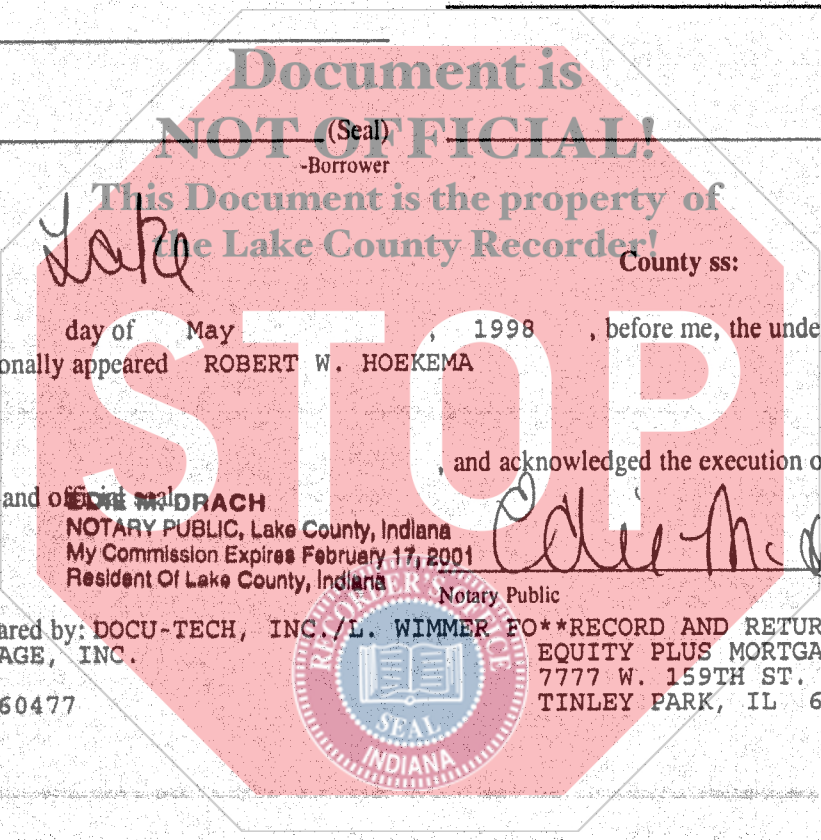 Document is
NOT OFFICIAL!
(Seal)
-Borrower
This Document is the property of
the Lake County Recorder!
Lake
County ss:
day of May , 1998 , before me, the unde
onally appeared ROBERT W. HOEKEMA
STOP
, and acknowledged the execution o
and official seal.
EDIE M. DRACH
NOTARY PUBLIC, Lake County, Indiana
My Commission Expires February 17, 2001
Resident Of Lake County, Indiana
Edie M. D
Notary Public
ared by: DOCU-TECH, INC./L. WIMMER FO**RECORD AND RETUR
AGE, INC. EQUITY PLUS MORTGA
7777 W. 159TH ST.
60477 TINLEY PARK, IL 6
RECORDER'S OFFICE
SEAL
INDIANA